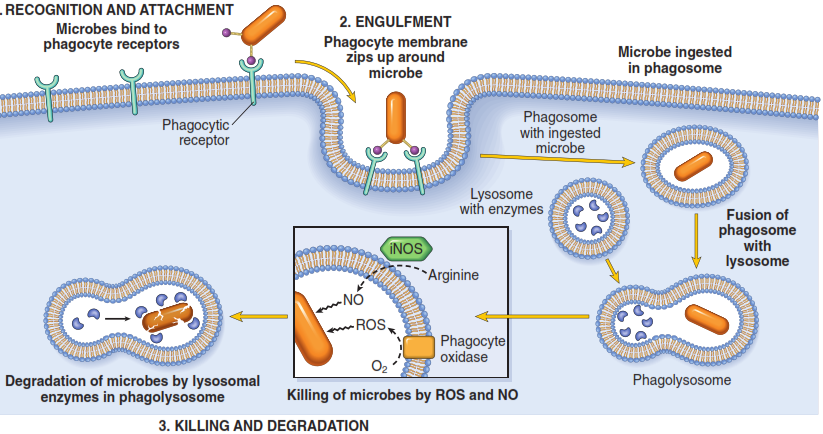 . RECOGNITION AND ATTACHMENT
Microbes bind to
phagocyte receptors
2. ENGULFMENT
Phagocyte membrane
zips up around
microbe
Microbe ingested
in phagosome
Phagocytic
receptor
Phagosome
with ingested
microbe
Lysosome
with enzymes
Fusion of
phagosome
with
lysosome
iNOS
Arginine
NO
ROS
Phagocyte
oxidase
O₂
Phagolysosome
Degradation of microbes by lysosomal
enzymes in phagolysosome
Killing of microbes by ROS and NO
3. KILLING AND DEGRADATION